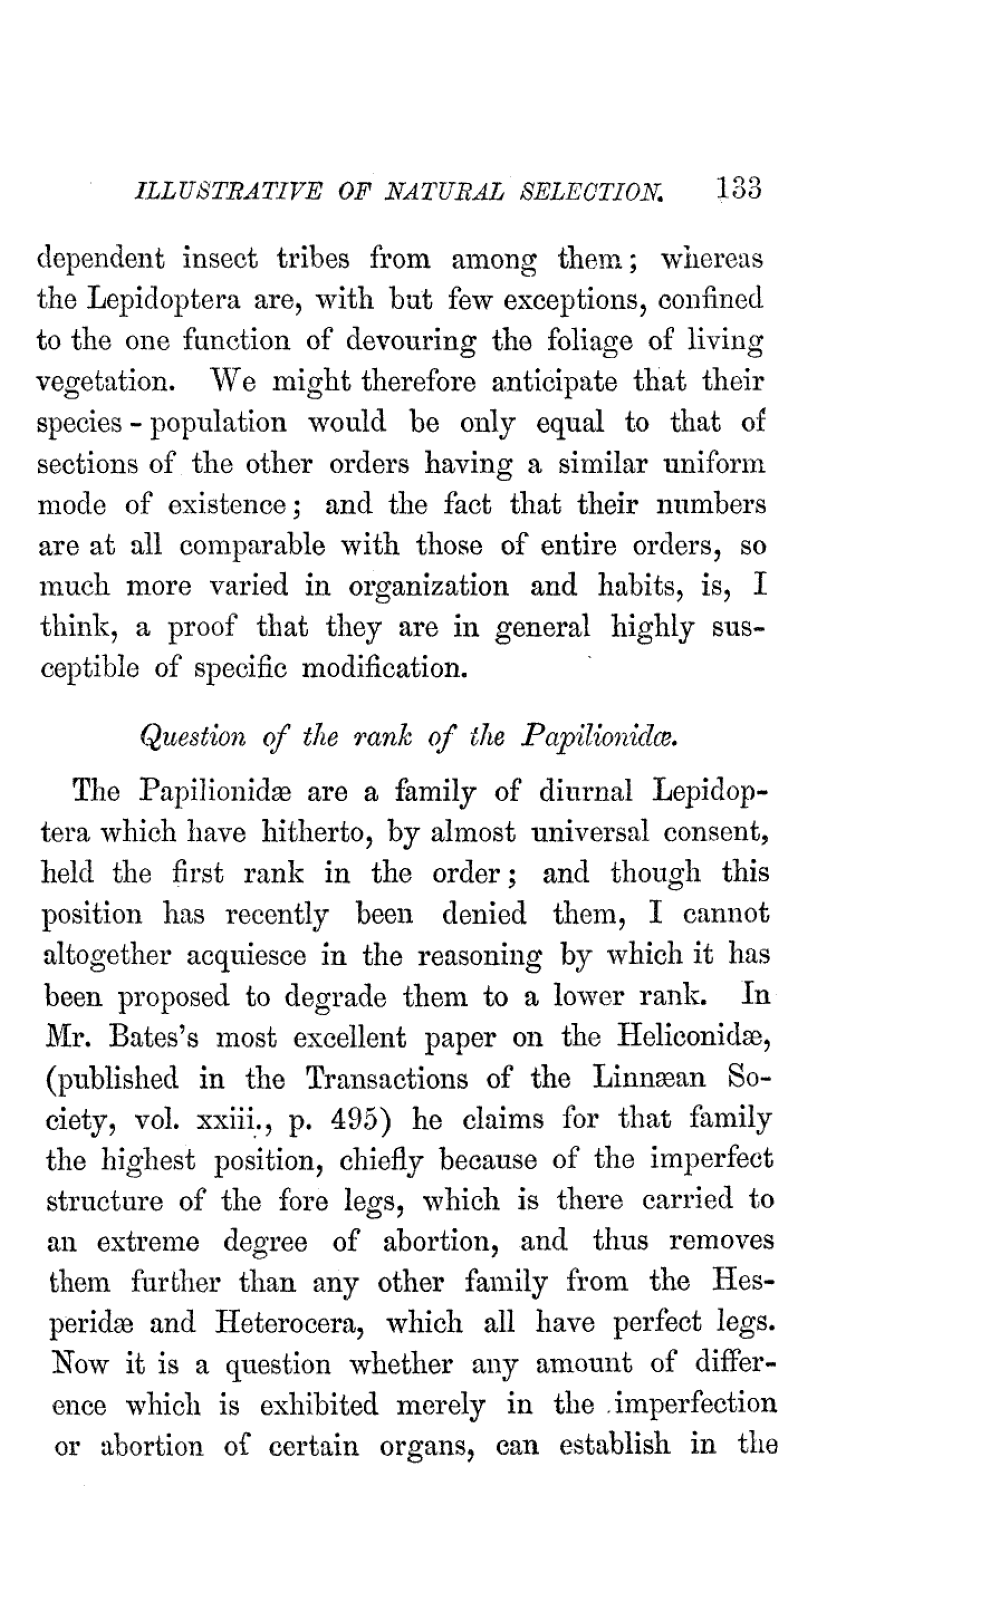 ILLUSTRATIVE OF NATURAL SELECTION. 133
dependent insect tribes from among them; whereas
the Lepidoptera are, with but few exceptions, confined
to the one function of devouring the foliage of living
vegetation. We might therefore anticipate that their
species-population would be only equal to that of
sections of the other orders having a similar uniform
mode of existence; and the fact that their numbers
are at all comparable with those of entire orders, so
much more varied in organization and habits, is, I
think, a proof that they are in general highly sus-
ceptible of specific modification.
Question of the rank of the Papilionidæ.
The Papilionidæ are a family of diurnal Lepidop-
tera which have hitherto, by almost universal consent,
held the first rank in the order; and though this
position has recently been denied them, I cannot
altogether acquiesce in the reasoning by which it has
been proposed to degrade them to a lower rank. In
Mr. Bates's most excellent paper on the Heliconidæ,
(published in the Transactions of the Linnæan So-
ciety, vol. xxiii., p. 495) he claims for that family
the highest position, chiefly because of the imperfect
structure of the fore legs, which is there carried to
an extreme degree of abortion, and thus removes
them further than any other family from the Hes-
peridæ and Heterocera, which all have perfect legs.
Now it is a question whether any amount of differ-
ence which is exhibited merely in the imperfection
or abortion of certain organs, can establish in the